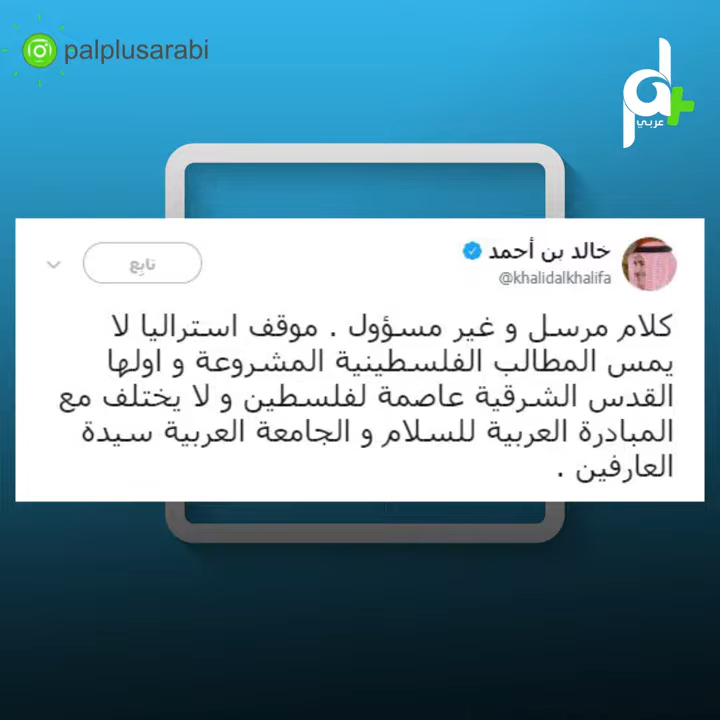 palplusarabi
عربي
خالد بن أحمد
@khalidalkhalifa
تابع
كلام مرسل و غير مسؤول . موقف استراليا لا
يمس المطالب الفلسطينية المشروعة و اولها
القدس الشرقية عاصمة لفلسطين و لا يختلف مع
المبادرة العربية للسلام و الجامعة العربية سيدة
العارفين .